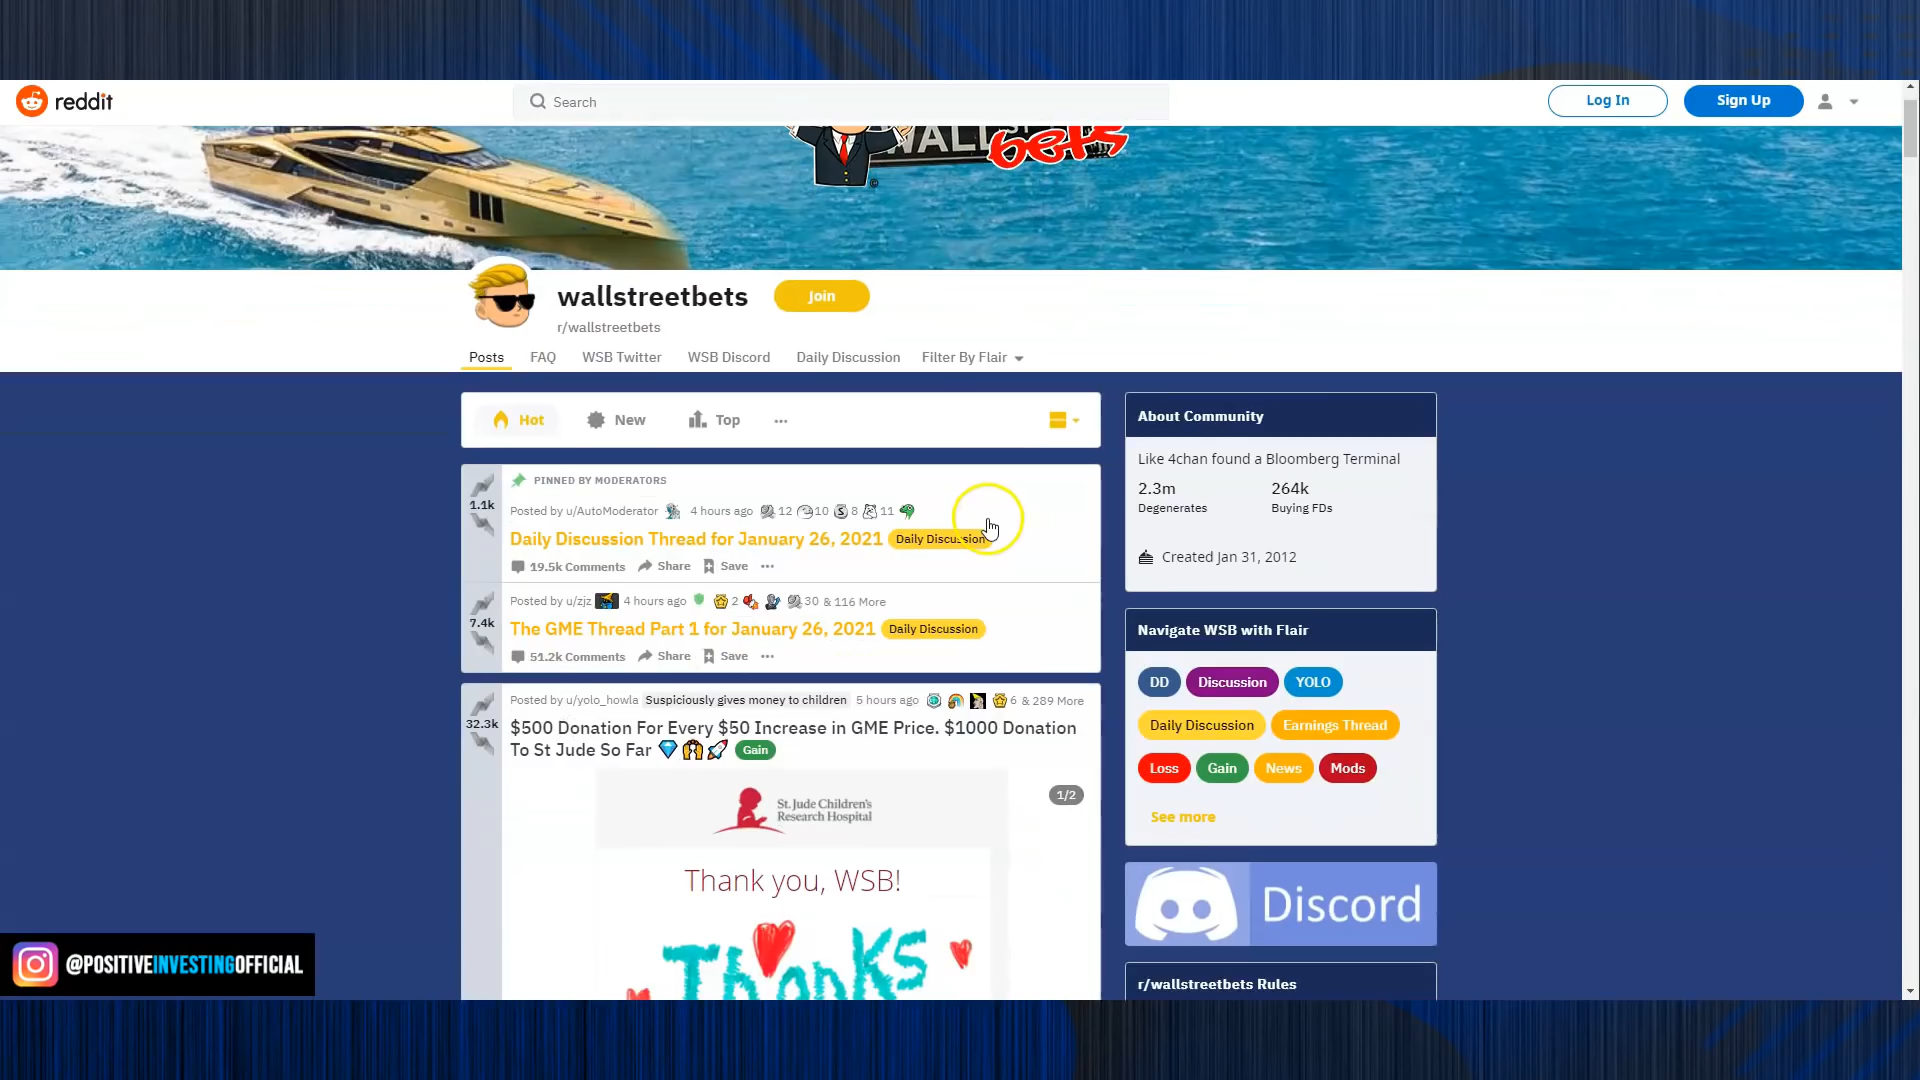 reddit
Search
Log In
Sign Up
WALL ST
bets
wallstreetbets
Join
r/wallstreetbets
Posts
FAQ
WSB Twitter
WSB Discord
Daily Discussion
Filter By Flair
Hot
New
Top
...
1.1k
PINNED BY MODERATORS
Posted by u/AutoModerator 4 hours ago 12 10 8 11
Daily Discussion Thread for January 26, 2021 Daily Discussion
19.5k Comments Share Save ...
7.4k
Posted by u/zjz 4 hours ago 2 30 & 116 More
The GME Thread Part 1 for January 26, 2021 Daily Discussion
51.2k Comments Share Save ...
32.3k
Posted by u/yolo_howla Suspiciously gives money to children 5 hours ago 6 & 289 More
$500 Donation For Every $50 Increase in GME Price. $1000 Donation
To St Jude So Far 💎🙌🚀 Gain
1/2
St. Jude Children's
Research Hospital
Thank you, WSB!
Thanks
About Community
Like 4chan found a Bloomberg Terminal
2.3m 264k
Degenerates Buying FDs
Created Jan 31, 2012
Navigate WSB with Flair
DD Discussion YOLO
Daily Discussion Earnings Thread
Loss Gain News Mods
See more
Discord
r/wallstreetbets Rules
@POSITIVEINVESTINGOFFICIAL